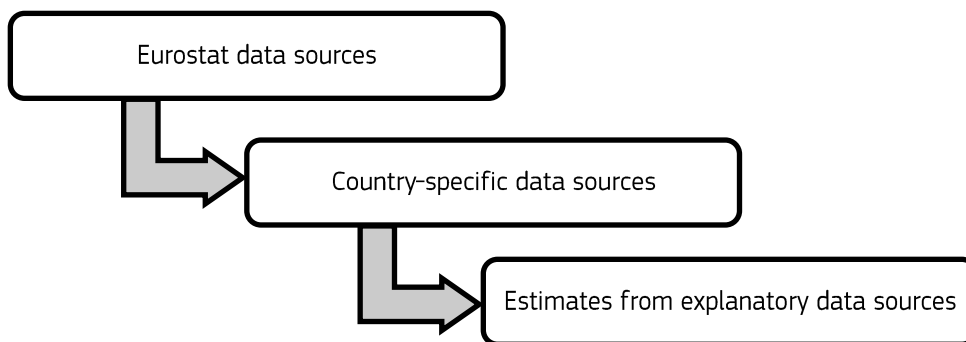 Eurostat data sources
Country-specific data sources
Estimates from explanatory data sources